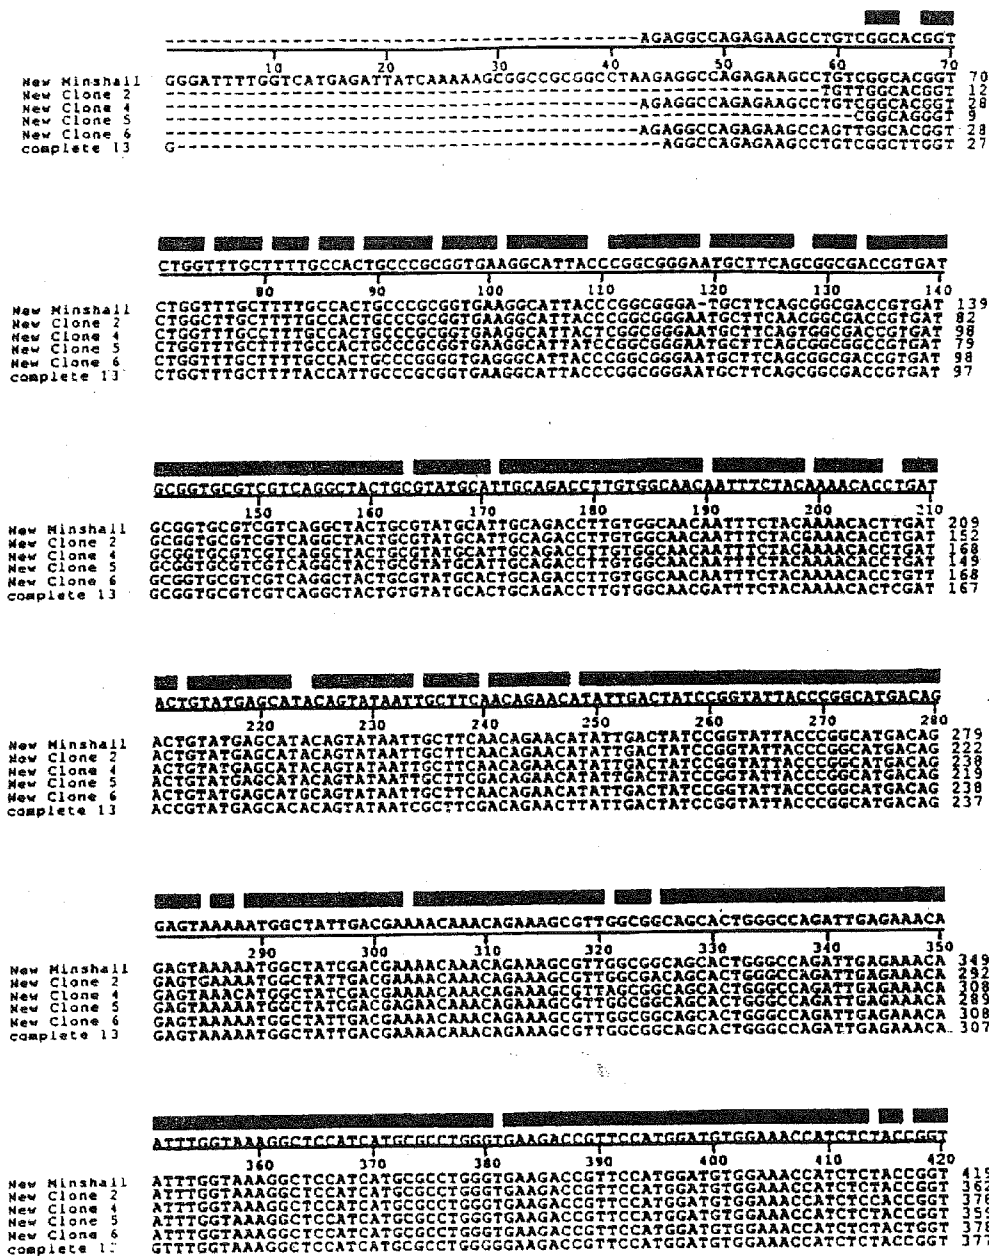 ------------------------------------------AGAGGCCAGAGAAGCCTGTCGGCACGGT
10 20 30 40 50 60 70
New Minshall GGGATTTTGGTCATGAGATTATCAAAAAGCGGCCGCGGCCTAAGAGGCCAGAGAAGCCTGTCGGCACGGT 70
New Clone 2 ----------------------------------------------------------TGTTGGCACGGT 12
New Clone 4 ------------------------------------------AGAGGCCAGAGAAGCCTGTCGGCACGGT 28
New Clone 5 -------------------------------------------------------------CGGCAGGGT 9
New Clone 6 ------------------------------------------AGAGGCCAGAGAAGCCAGTTGGCACGGT 28
complete 13 G-------------------------------------------AGGCCAGAGAAGCCTGTCGGCTTGGT 27
CTGGTTTGCTTTTGCCACTGCCCGCGGTGAAGGCATTACCCGGCGGGAATGCTTCAGCGGCGACCGTGAT
80 90 100 110 120 130 140
New Minshall CTGGTTTGCTTTTGCCACTGCCCGCGGTGAAGGCATTACCCGGCGGGA-TGCTTCAGCGGCGACCGTGAT 139
New Clone 2 CTGGCTTGCTTTTGCCACTGCCCGCGGTGAAGGCATTACCCGGCGGGAATGCTTCAACGGCGACCGTGAT 82
New Clone 4 CTGGTTTGCCTTTGCCACTGCCCGCGGTGAAGGCATTACTCGGCGGGAATGCTTCAGTGGCGACCGTGAT 98
New Clone 5 CTGGTTTGCTTTTGCCACTGCCCGCGGTGAAGGCATTATCCGGCGGGAATGCTTCAGCGGCGGCCGTGAT 79
New Clone 6 CTGGTTTGCTTTTGCCACTGCCCGGGGTGAGGGCATTACCCGGCGGGAATGCTTCAGCGGCGACCGTGAT 98
complete 13 CTGGTTTGCTTTTACCATTGCCCGCGGTGAAGGCATTACCCGGCGGGAATGCTTCAGCGGCGACCGTGAT 97
GCGGTGCGTCGTCAGGCTACTGCGTATGCATTGCAGACCTTGTGGCAACAATTTCTACAAAACAGCTGAT
150 160 170 180 190 200 210
New Minshall GCGGTGCGTCGTCAGGCTACTGCGTATGCATTGCAGACCTTGTGGCAACAATTTCTACAAAACACTTGAT 209
New Clone 2 GCGGTGCGTCGTCAGGCTACTGCGTATGCATTGCAGACCTTGTGGCAACAATTTCTACGAAACACCTGAT 152
New Clone 4 GCGGTGCGTCGTCAGGCTACTGCGTATGCATTGCAGACCTTGTGGCAACAATTTCTACAAAACACCTGAT 168
New Clone 5 GCGGTGCGTCGTCAGGCTACTGCGTATGCATTGCAGACCTTGTGGCAACAATTTCTACAAAACACCTGAT 149
New Clone 6 GCGGTGCGTCGTCAGGCTACTGCGTATGCACTGCAGACCTTGTGGCAACAATTTCTACAAAACACCTGTT 168
complete 13 GCGGTGCGTCGTCAGGCTACTGTGTATGCACTGCAGACCTTGTGGCAACGATTTCTACAAAACACTCGAT 167
ACTGTATGAGCATACAGTATAATTGCTTCAACAGAACATATTGACTATCCGGTATTACCCGGCATGACAG
220 230 240 250 260 270 280
New Minshall ACTGTATGAGCATACAGTATAATTGCTTCAACAGAACATATTGACTATCCGGTATTACCCGGCATGACAG 279
New Clone 2 ACTGTATGAGCATACAGTATAATTGCTTCAACAGAACATATTGACTATCCGGTATTACCCGGCATGACAG 222
New Clone 4 ACTGTATGAGCATACAGTATAATTGCTTCAACAGAACATATTGACTATCCGGTATTACCCGGCATGACAG 238
New Clone 5 ACTGTATGAGCATACAGTATAATTGCTTCGACAGAACATATTGACTATCCGGTATTACCCGGCATGACAG 219
New Clone 6 ACTGTATGAGCATGCAGTATAATTGCTTCAACAGAACATATTGACTATCCGGTATTACCCGGCATGACAG 238
complete 13 ACCGTATGAGCACACAGTATAATCGCTTCGACAGAACTTATTGACTATCCGGTATTACCCGGCATGACAG 237
GAGTAAAAATGGCTATTGACGAAAACAAACAGAAAGCGTTGGCGGCAGCACTGGGCCAGATTGAGAAACA
290 300 310 320 330 340 350
New Minshall GAGTAAAAATGGCTATCGACGAAAACAAACAGAAAGCGTTGGCGGCAGCACTGGGCCAGATTGAGAAACA 349
New Clone 2 GAGTGAAAATGGCTATTGACGAAAACAAACAGAAAGCGTTGGCGACAGCACTGGGCCAGATTGAGAAACA 292
New Clone 4 GAGTAAACATGGCTATCGACGAAAACAAACAGAAAGCGTTAGCGGCAGCACTGGGCCAGATTGAGAAACA 308
New Clone 5 GAGTAAAAATGGCTATCGACGAGAACAAACAGAAAGCGTTGGCGGCAGCACTGGGCCAGATTGAGAAACA 289
New Clone 6 GAGTAAAAATGGCTATTGACGAAAACAAACAGAAAGCGTTGGCGGCAGCACTGGGCCAGATTGAGAAACA 308
complete 13 GAGTAAAAATGGCTATTGACGAAAACAAACAGAAAGCGTTGGCGGCAGCACTGGGCCAGATTGAGAAACA 307
ATTTGGTAAAGGCTCCATCATGCGCCTGGGTGAAGACCGTTCCATGGATGTGGAAACCATCTCTACCGGT
360 370 380 390 400 410 420
New Minshall ATTTGGTAAAGGCTCCATCATGCGCCTGGGTGAAGACCGTTCCATGGATGTGGAAACCATCTCTACCGGT 419
New Clone 2 ATTTGGTAAAGGCTCCATCATGCGCCTGGGTGAAGACCGTTCCATGGATGTGGAAACCATCTCTACCGGT 362
New Clone 4 ATTTGGTAAAGGCTCCATCATGCGCCTGGGTGAAGACCGTTCCATGGATGTGGAAACCATCTCCACCGGT 378
New Clone 5 ATTTGGTAAAGGCTCCATCATGCGCCTGGGTGAAGACCGTTCCATGGATGTGGAAACCATCTCTACCGGT 359
New Clone 6 ATTTGGTAAAGGCTCCATCATGCGCCTGGGTGAAGACCGTTCCATGGATGTGGAAACCATCTCTACTGGT 378
complete 1 GTTTGGTAAAGGCTCCATCATGCGCCTGGGGGAAGACCGTTCCATGGATGTGGAAACCATCTCTACCGGT 377